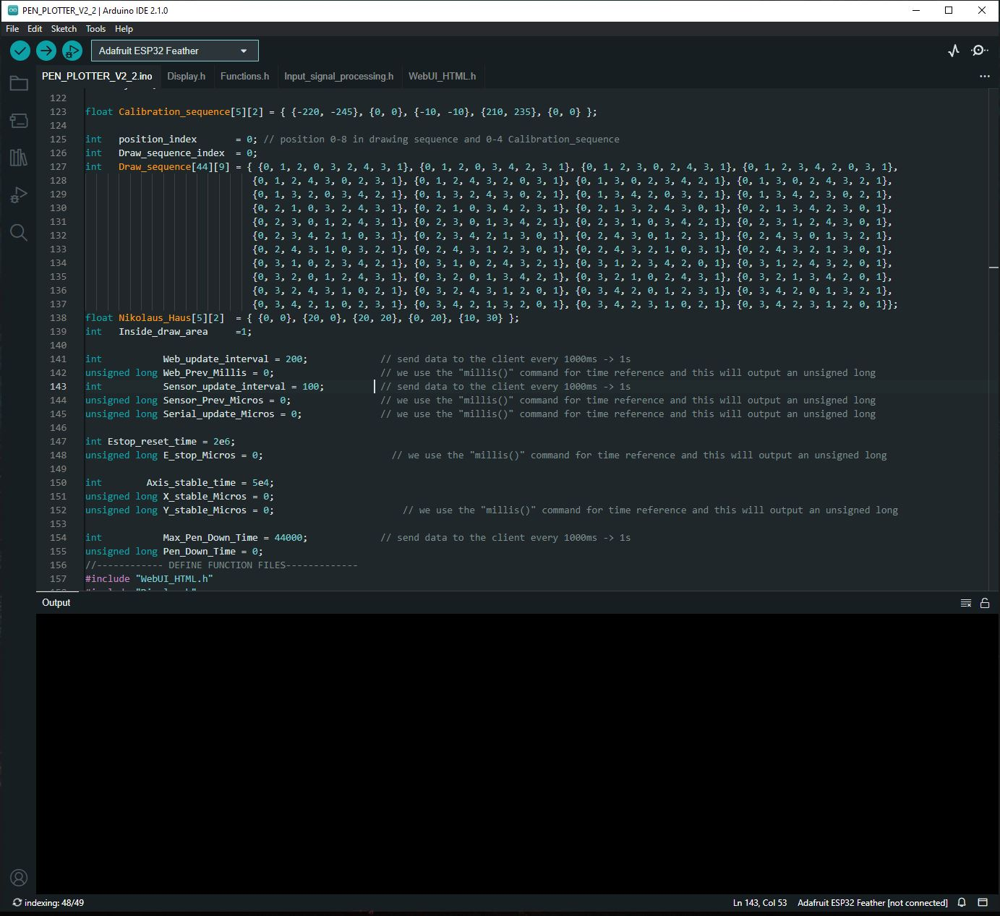 PEN_PLOTTER_V2_2 | Arduino IDE 2.1.0
File Edit Sketch Tools Help
Adafruit ESP32 Feather
PEN_PLOTTER_V2_2.ino Display.h Functions.h Input_signal_processing.h WebUI_HTML.h
122
123 float Calibration_sequence[5][2] = { {-220, -245}, {0, 0}, {-10, -10}, {210, 235}, {0, 0} };
124
125 int position_index = 0; // position 0-8 in drawing sequence and 0-4 Calibration_sequence
126 int Draw_sequence_index = 0;
127 int Draw_sequence[44][9] = { {0, 1, 2, 0, 3, 2, 4, 3, 1}, {0, 1, 2, 0, 3, 4, 2, 3, 1}, {0, 1, 2, 3, 0, 2, 4, 3, 1}, {0, 1, 2, 3, 4, 2, 0, 3, 1},
128 {0, 1, 2, 4, 3, 0, 2, 3, 1}, {0, 1, 2, 4, 3, 2, 0, 3, 1}, {0, 1, 3, 0, 2, 3, 4, 2, 1}, {0, 1, 3, 0, 2, 4, 3, 2, 1},
129 {0, 1, 3, 2, 0, 3, 4, 2, 1}, {0, 1, 3, 2, 4, 3, 0, 2, 1}, {0, 1, 3, 4, 2, 0, 3, 2, 1}, {0, 1, 3, 4, 2, 3, 0, 2, 1},
130 {0, 2, 1, 0, 3, 2, 4, 3, 1}, {0, 2, 1, 0, 3, 4, 2, 3, 1}, {0, 2, 1, 3, 2, 4, 3, 0, 1}, {0, 2, 1, 3, 4, 2, 3, 0, 1},
131 {0, 2, 3, 0, 1, 2, 4, 3, 1}, {0, 2, 3, 0, 1, 3, 4, 2, 1}, {0, 2, 3, 1, 0, 3, 4, 2, 1}, {0, 2, 3, 1, 2, 4, 3, 0, 1},
132 {0, 2, 3, 4, 2, 1, 0, 3, 1}, {0, 2, 3, 4, 2, 1, 3, 0, 1}, {0, 2, 4, 3, 0, 1, 2, 3, 1}, {0, 2, 4, 3, 0, 1, 3, 2, 1},
133 {0, 2, 4, 3, 1, 0, 3, 2, 1}, {0, 2, 4, 3, 1, 2, 3, 0, 1}, {0, 2, 4, 3, 2, 1, 0, 3, 1}, {0, 2, 4, 3, 2, 1, 3, 0, 1},
134 {0, 3, 1, 0, 2, 3, 4, 2, 1}, {0, 3, 1, 0, 2, 4, 3, 2, 1}, {0, 3, 1, 2, 3, 4, 2, 0, 1}, {0, 3, 1, 2, 4, 3, 2, 0, 1},
135 {0, 3, 2, 0, 1, 2, 4, 3, 1}, {0, 3, 2, 0, 1, 3, 4, 2, 1}, {0, 3, 2, 1, 0, 2, 4, 3, 1}, {0, 3, 2, 1, 3, 4, 2, 0, 1},
136 {0, 3, 2, 4, 3, 1, 0, 2, 1}, {0, 3, 2, 4, 3, 1, 2, 0, 1}, {0, 3, 4, 2, 0, 1, 2, 3, 1}, {0, 3, 4, 2, 0, 1, 3, 2, 1},
137 {0, 3, 4, 2, 1, 0, 2, 3, 1}, {0, 3, 4, 2, 1, 3, 2, 0, 1}, {0, 3, 4, 2, 3, 1, 0, 2, 1}, {0, 3, 4, 2, 3, 1, 2, 0, 1}};
138 float Nikolaus_Haus[5][2] = { {0, 0}, {20, 0}, {20, 20}, {0, 20}, {10, 30} };
139 int Inside_draw_area =1;
140
141 int Web_update_interval = 200; // send data to the client every 1000ms -> 1s
142 unsigned long Web_Prev_Millis = 0; // we use the "millis()" command for time reference and this will output an unsigned long
143 int Sensor_update_interval = 100; // send data to the client every 1000ms -> 1s
144 unsigned long Sensor_Prev_Micros = 0; // we use the "millis()" command for time reference and this will output an unsigned long
145 unsigned long Serial_update_Micros = 0; // we use the "millis()" command for time reference and this will output an unsigned long
146
147 int Estop_reset_time = 2e6;
148 unsigned long E_stop_Micros = 0; // we use the "millis()" command for time reference and this will output an unsigned long
149
150 int Axis_stable_time = 5e4;
151 unsigned long X_stable_Micros = 0;
152 unsigned long Y_stable_Micros = 0; // we use the "millis()" command for time reference and this will output an unsigned long
153
154 int Max_Pen_Down_Time = 44000; // send data to the client every 1000ms -> 1s
155 unsigned long Pen_Down_Time = 0;
156 //------------ DEFINE FUNCTION FILES-------------
157 #include "WebUI_HTML.h"
Output
indexing: 48/49 Ln 143, Col 53 Adafruit ESP32 Feather [not connected]